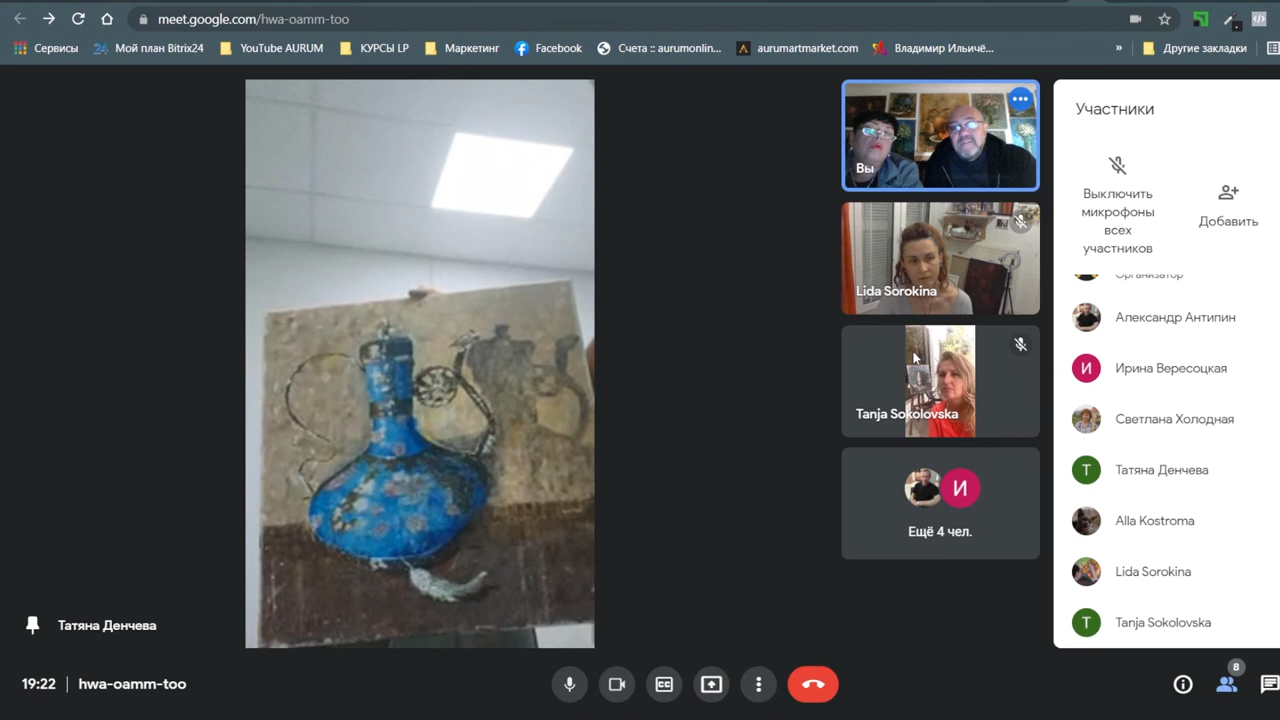 meet.google.com/hwa-oamm-too
Сервисы
Мой план Bitrix24
YouTube AURUM
КУРСЫ LP
Маркетинг
Facebook
Счета :: aurumonlin...
aurumartmarket.com
Владимир Ильичё...
»
Другие закладки
Вы
Lida Sorokina
Tanja Sokolovska
И
Ещё 4 чел.
Участники
Выключить
микрофоны
всех
участников
Добавить
Организатор
Александр Антипин
И Ирина Вересоцкая
Светлана Холодная
Т Татяна Денчева
Alla Kostroma
Lida Sorokina
T Tanja Sokolovska
Татяна Денчева
19:22 | hwa-oamm-too
CC
8